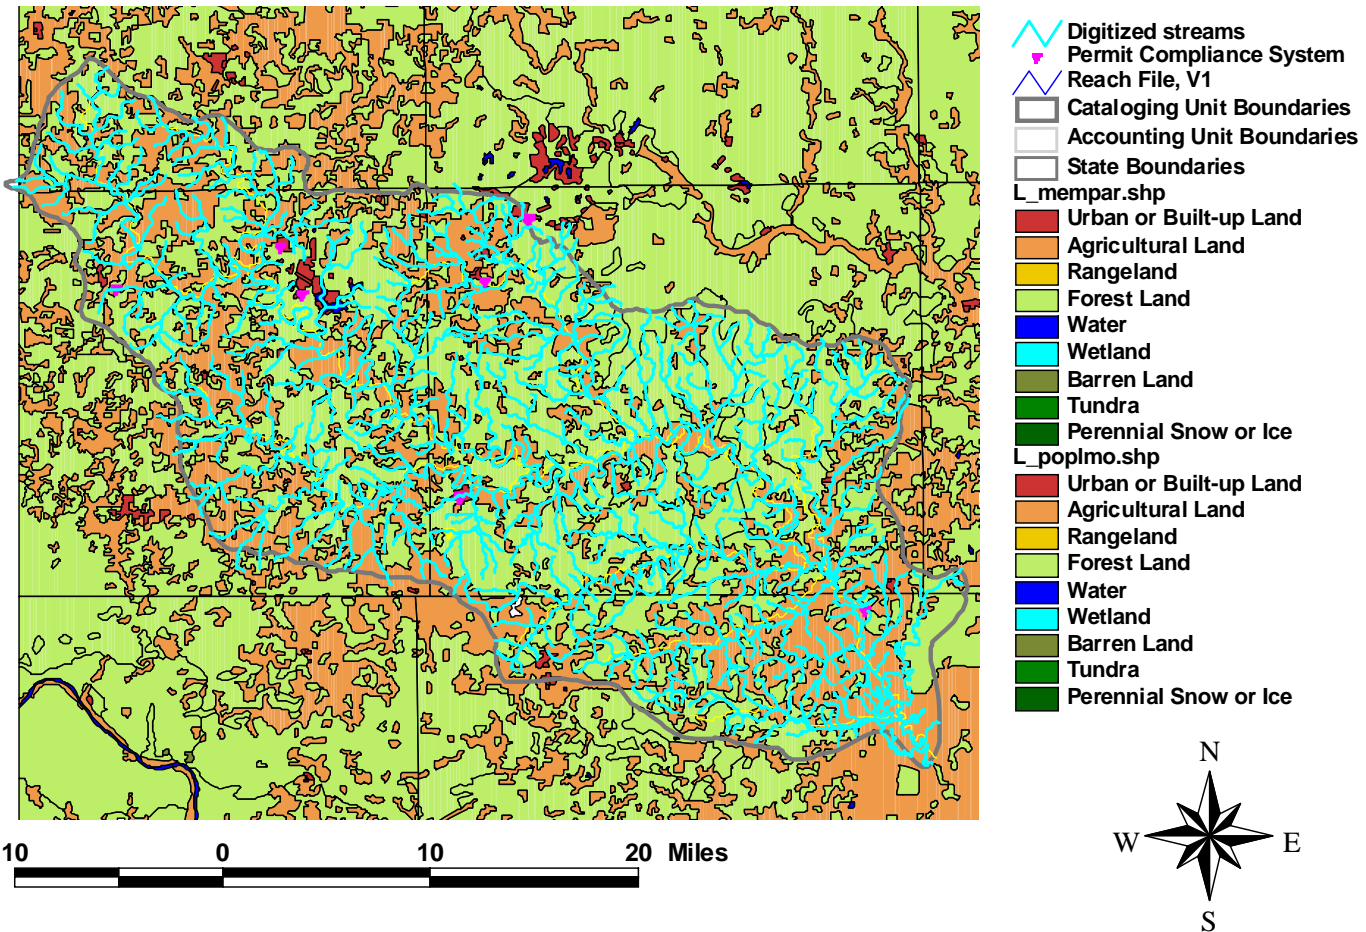 Digitized streams
Permit Compliance System
Reach File, V1
Cataloging Unit Boundaries
Accounting Unit Boundaries
State Boundaries
L_mempar.shp
Urban or Built-up Land
Agricultural Land
Rangeland
Forest Land
Water
Wetland
Barren Land
Tundra
Perennial Snow or Ice
L_poplmo.shp
Urban or Built-up Land
Agricultural Land
Rangeland
Forest Land
Water
Wetland
Barren Land
Tundra
Perennial Snow or Ice
N
W E
S
10 0 10 20 Miles